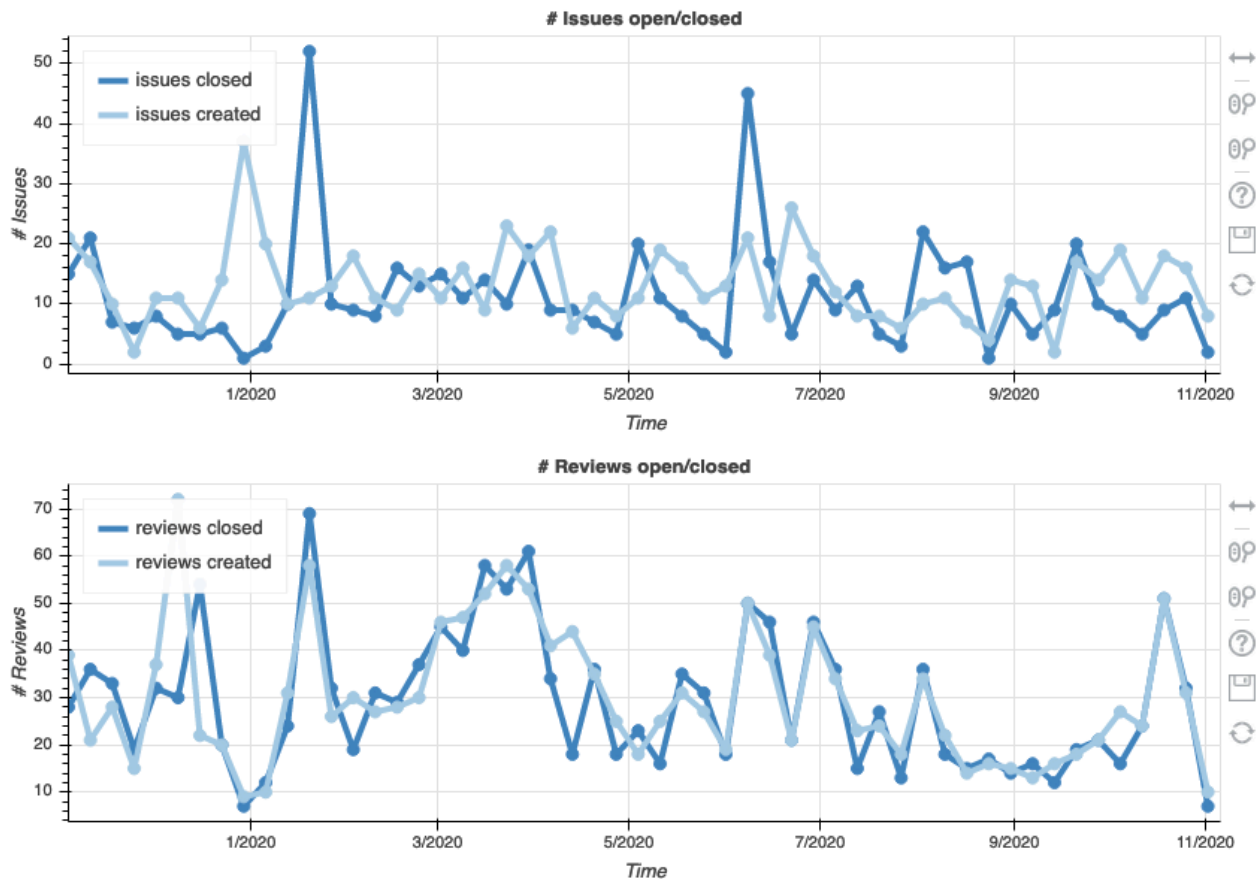 # Issues open/closed
issues closed
issues created
50
40
30
20
10
0
# Issues
1/2020
3/2020
5/2020
7/2020
9/2020
11/2020
Time
# Reviews open/closed
reviews closed
reviews created
70
60
50
40
30
20
10
# Reviews
1/2020
3/2020
5/2020
7/2020
9/2020
11/2020
Time